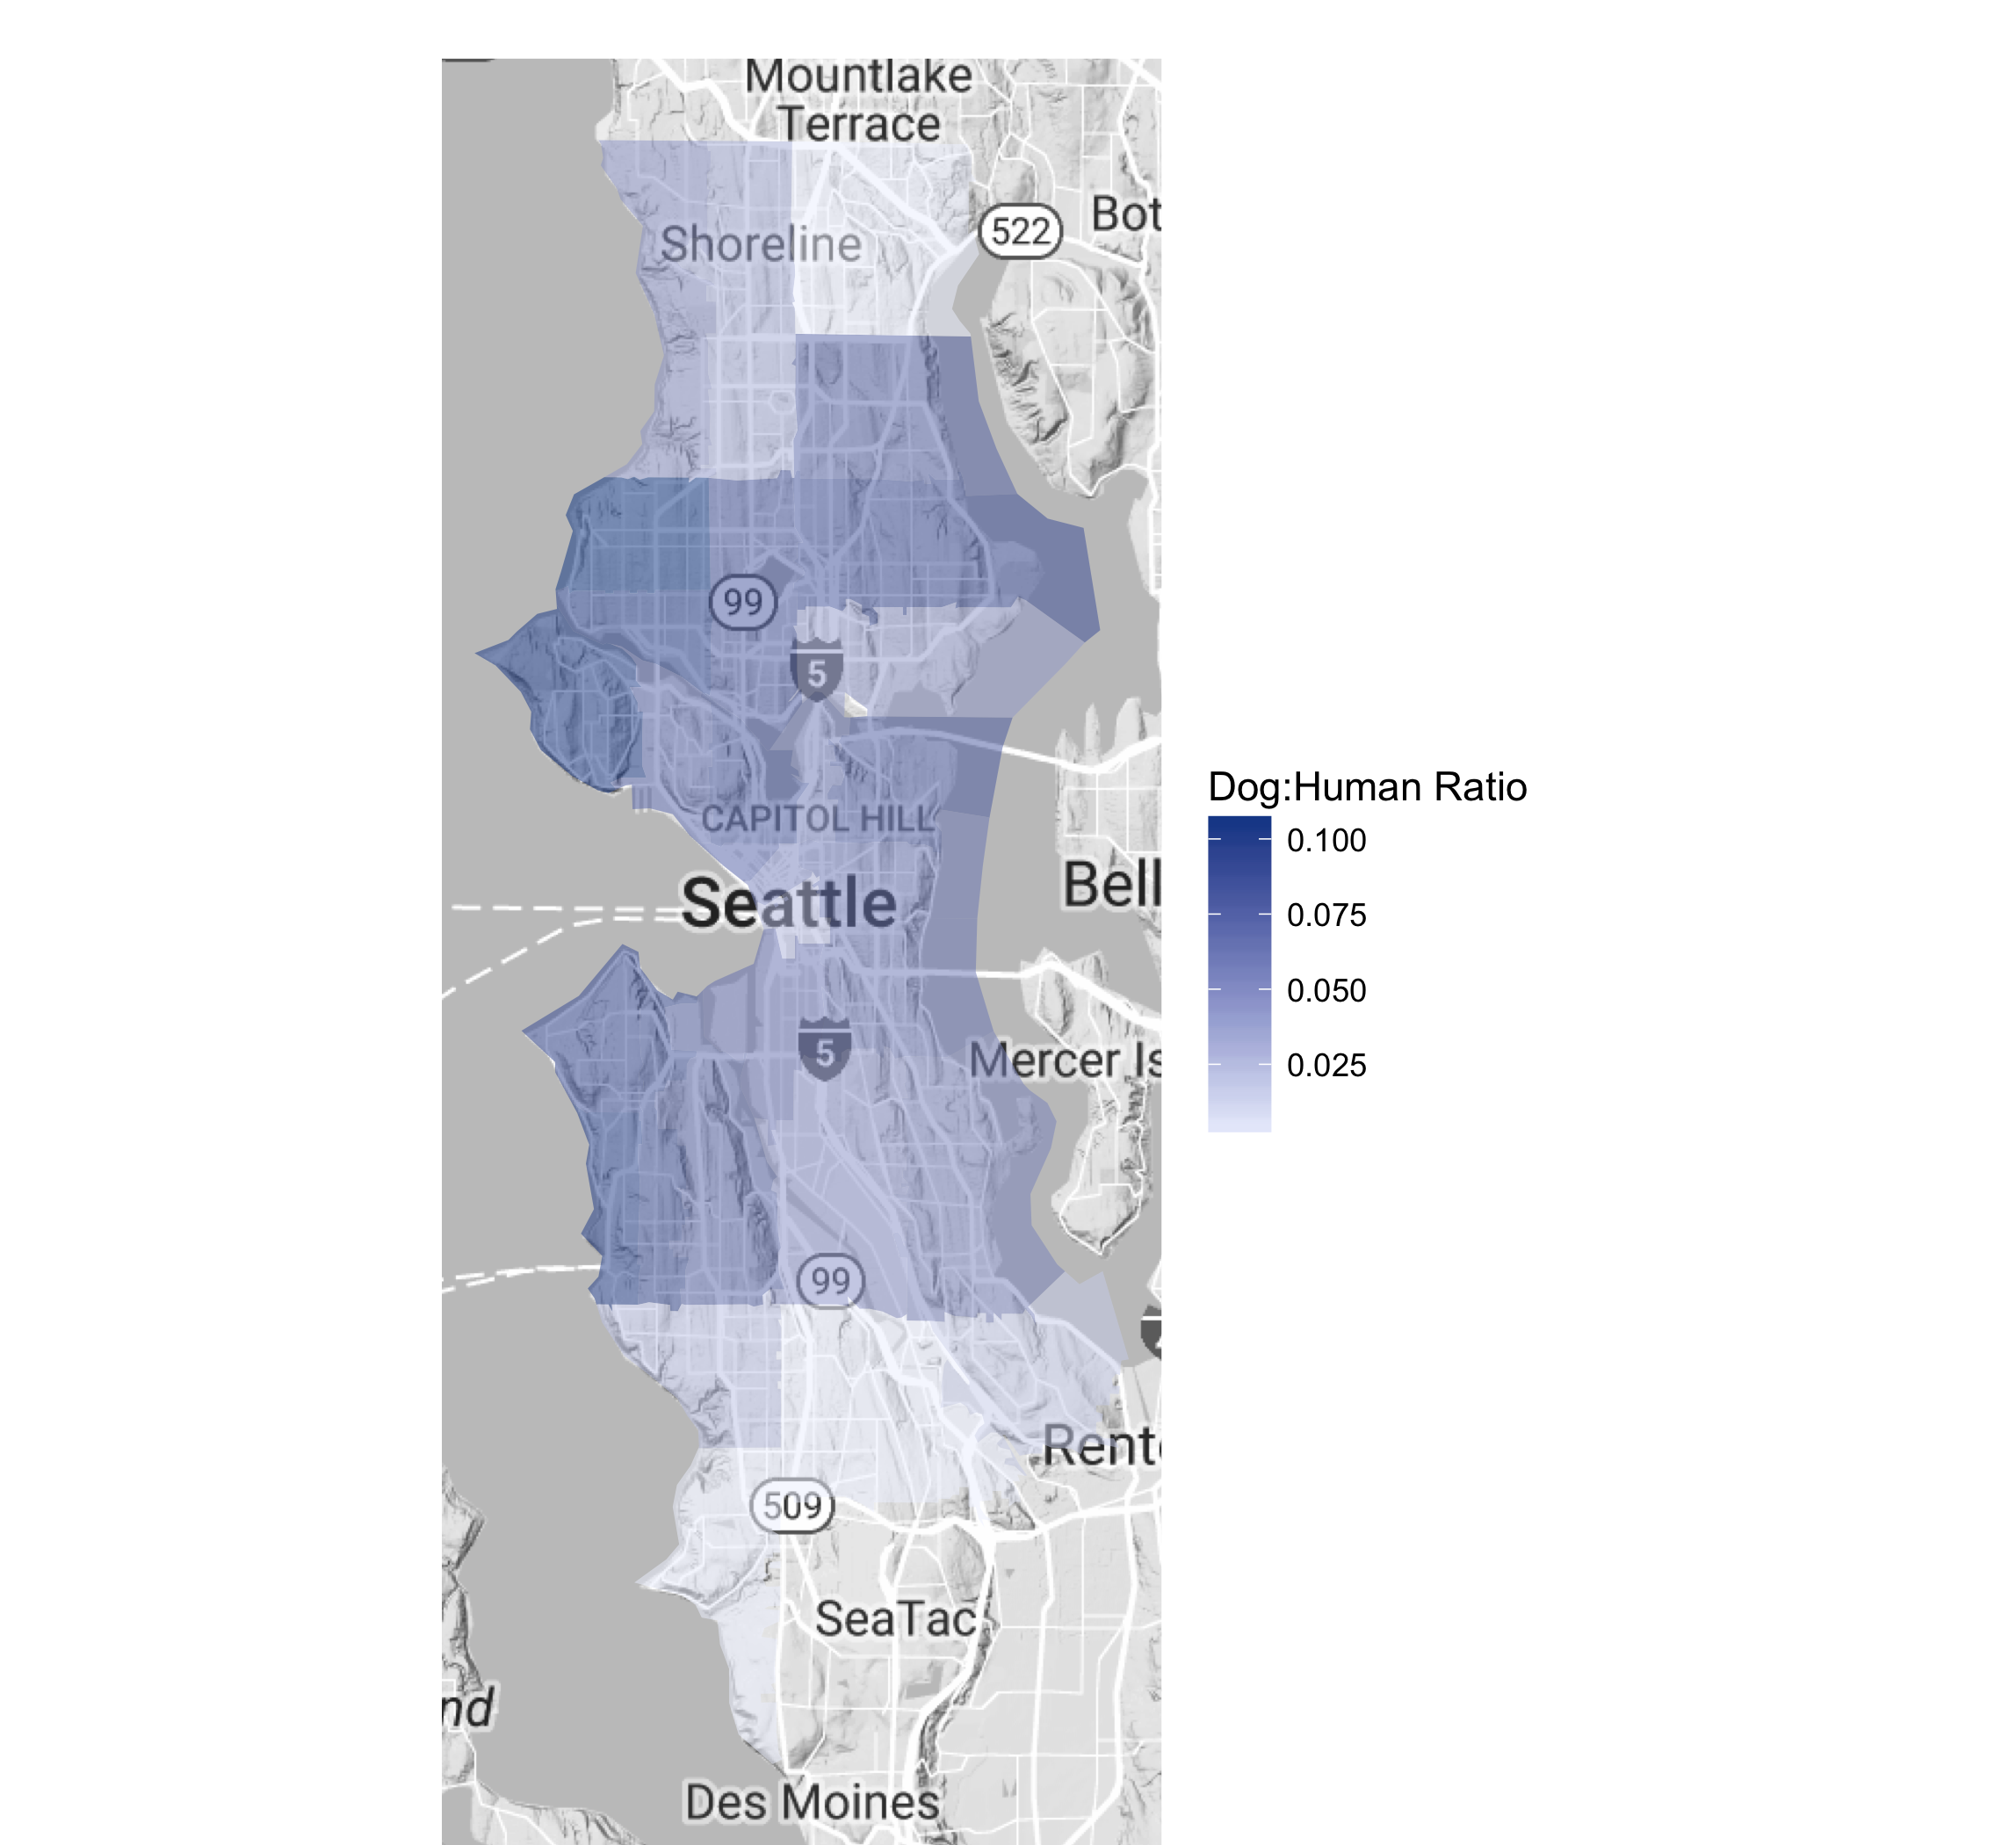 Mountlake
Terrace
Bot
522
Shoreline
99
5
CAPITOL HILL
Seattle
Bell
5
Mercer Is
99
Rent
509
SeaTac
nd
Des Moines
Dog:Human Ratio
0.100
0.075
0.050
0.025